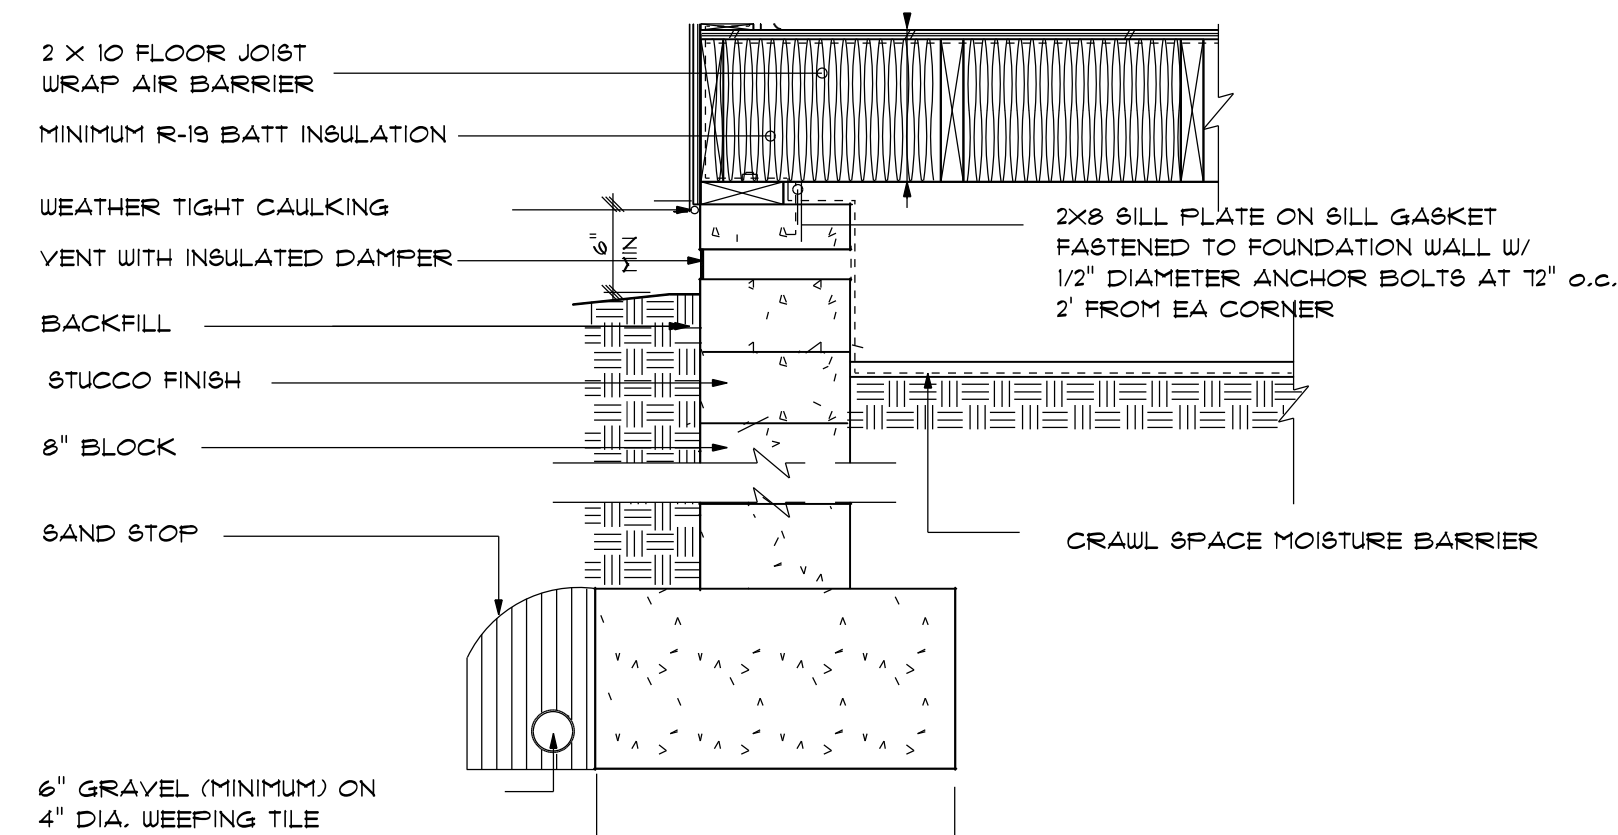 2 X 10 FLOOR JOIST
WRAP AIR BARRIER
MINIMUM R-19 BATT INSULATION
WEATHER TIGHT CAULKING
VENT WITH INSULATED DAMPER
6"
MIN
BACKFILL
STUCCO FINISH
8" BLOCK
SAND STOP
6" GRAVEL (MINIMUM) ON
4" DIA. WEEPING TILE
2X8 SILL PLATE ON SILL GASKET
FASTENED TO FOUNDATION WALL W/
1/2" DIAMETER ANCHOR BOLTS AT 72" o.c.
2' FROM EA CORNER
CRAWL SPACE MOISTURE BARRIER